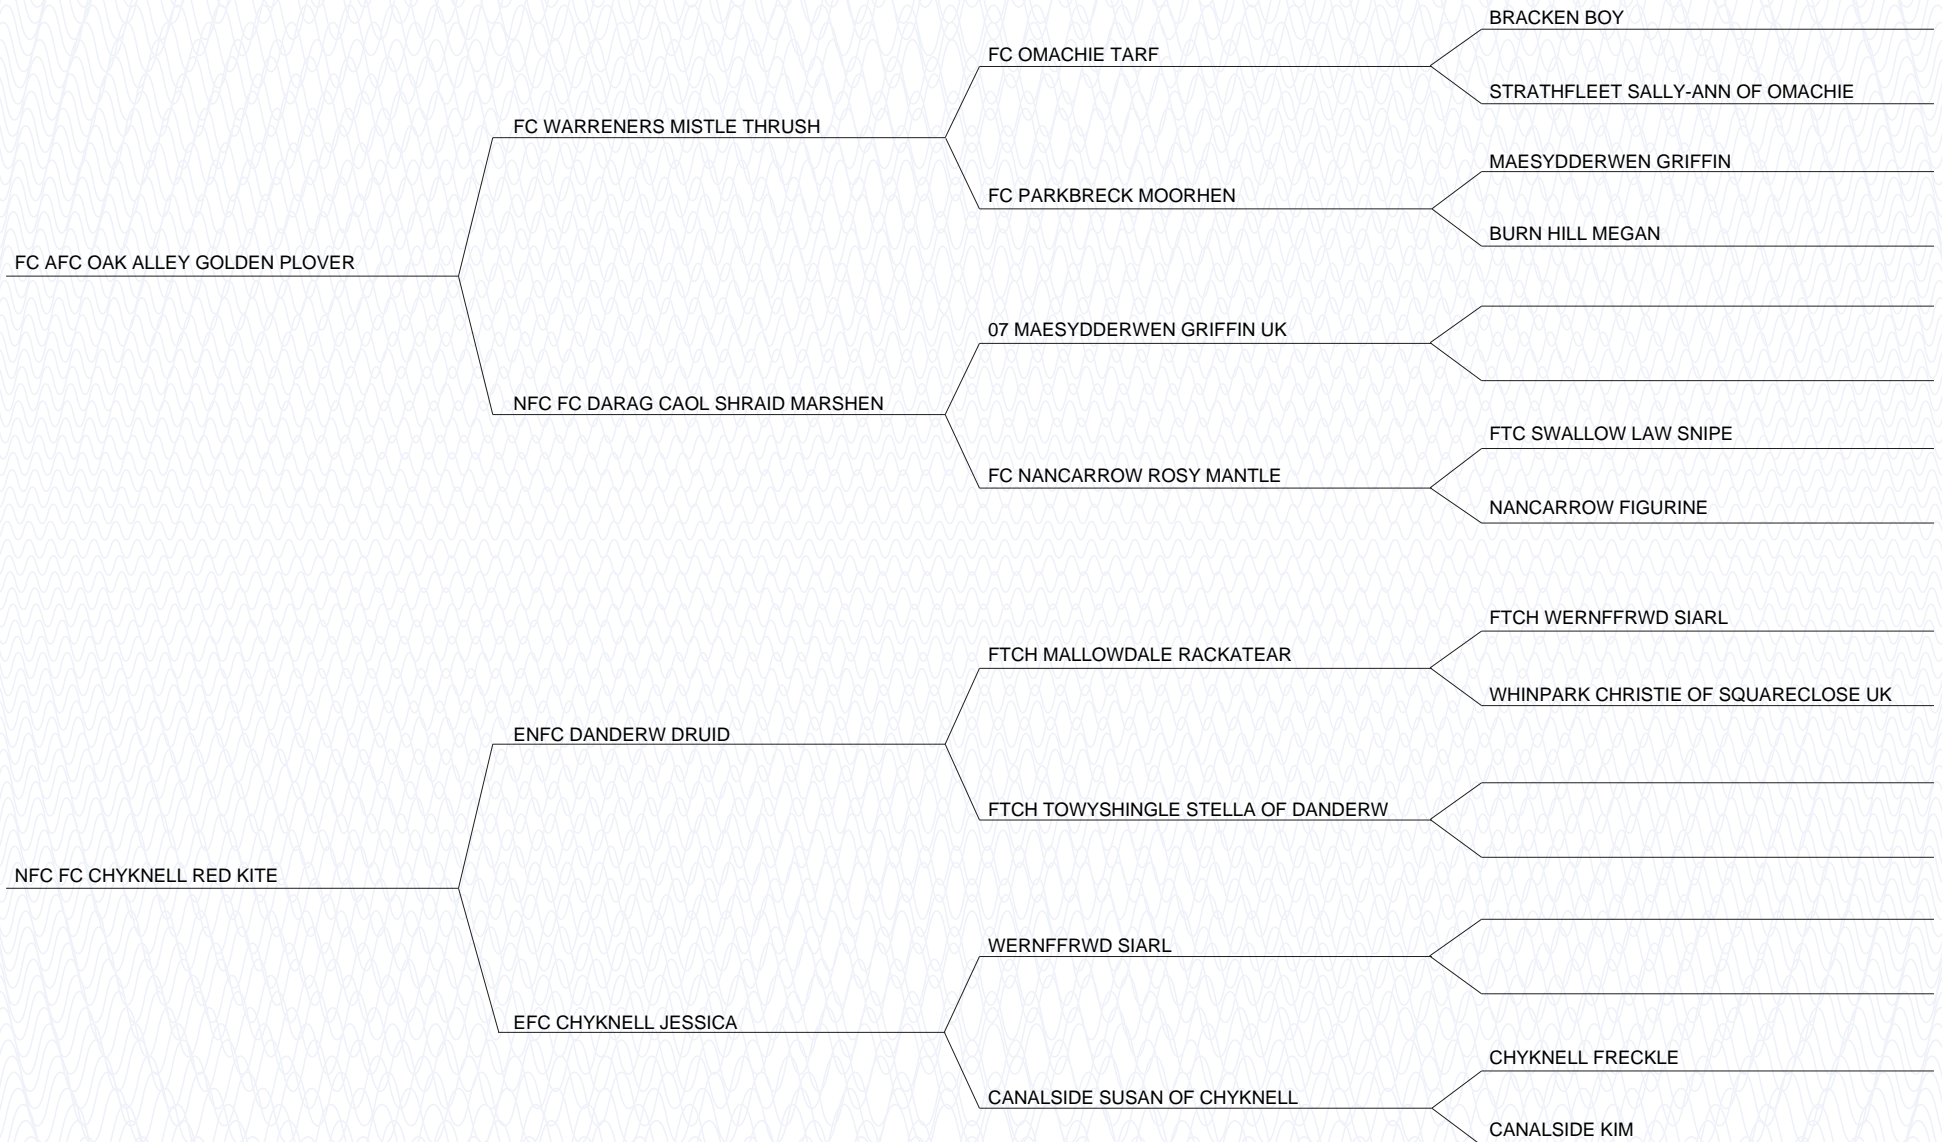 BRACKEN BOY
FC OMACHIE TARF
STRATHFLEET SALLY-ANN OF OMACHIE
FC WARRENERS MISTLE THRUSH
MAESYDDERWEN GRIFFIN
FC PARKBRECK MOORHEN
BURN HILL MEGAN
FC AFC OAK ALLEY GOLDEN PLOVER
07 MAESYDDERWEN GRIFFIN UK
NFC FC DARAG CAOL SHRAID MARSHEN
FTC SWALLOW LAW SNIPE
FC NANCARROW ROSY MANTLE
NANCARROW FIGURINE
FTCH WERNFFRWD SIARL
FTCH MALLOWDALE RACKATEAR
WHINPARK CHRISTIE OF SQUARECLOSE UK
ENFC DANDERW DRUID
FTCH TOWYSHINGLE STELLA OF DANDERW
NFC FC CHYKNELL RED KITE
WERNFFRWD SIARL
EFC CHYKNELL JESSICA
CHYKNELL FRECKLE
CANALSIDE SUSAN OF CHYKNELL
CANALSIDE KIM